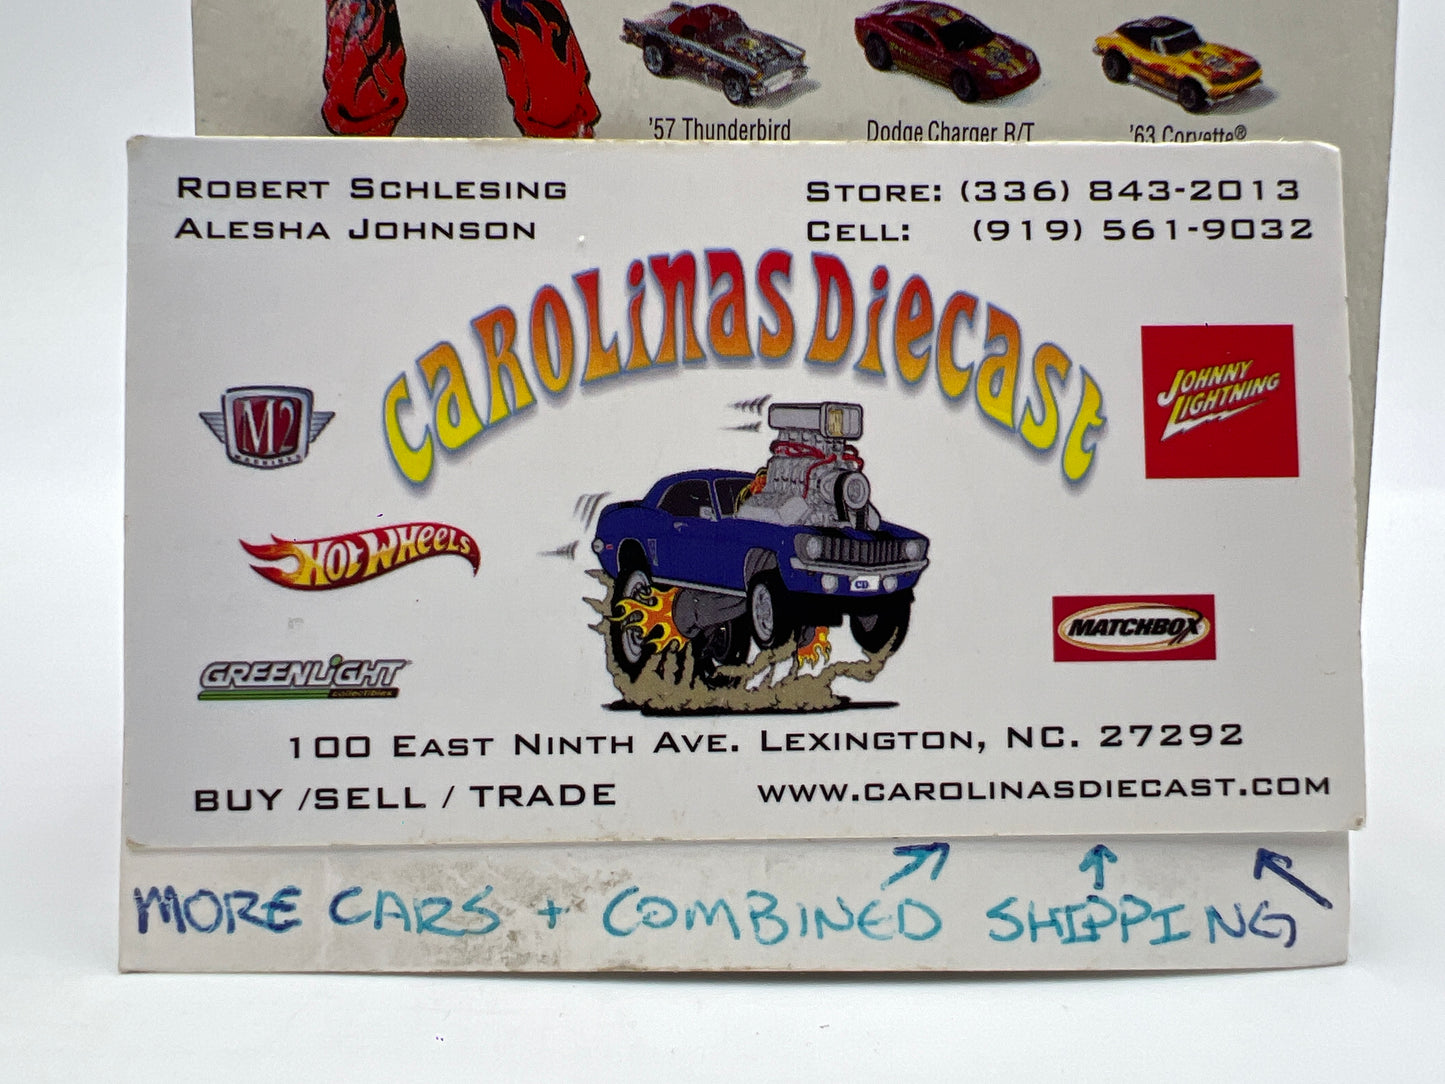 '57 Thunderbird
Dodge Charger R/T
'63 Corvette®
ROBERT SCHLESING
ALESHA JOHNSON
STORE: (336) 843-2013
CELL: (919) 561-9032
CAROLINAS DIECAST
M2
MACHINES
JOHNNY
LIGHTNING
HOT WHEELS
MATCHBOX
GREENLIGHT
collectibles
100 EAST NINTH AVE. LEXINGTON, NC. 27292
BUY /SELL / TRADE
WWW.CAROLINASDIECAST.COM
MORE CARS + COMBINED SHIPPING